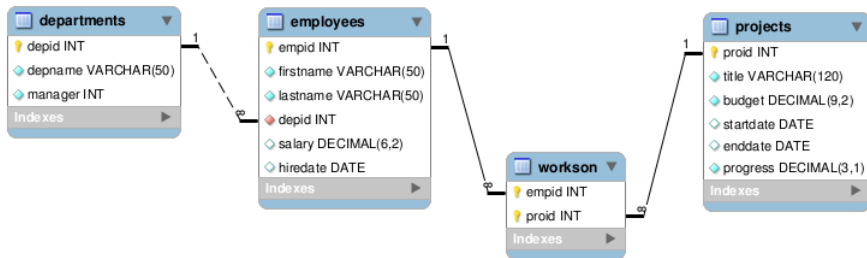 departments
depid INT
depname VARCHAR(50)
manager INT
Indexes
1
∞
employees
empid INT
firstname VARCHAR(50)
lastname VARCHAR(50)
depid INT
salary DECIMAL(6,2)
hiredate DATE
Indexes
1
∞
workson
empid INT
proid INT
Indexes
∞
1
projects
proid INT
title VARCHAR(120)
budget DECIMAL(9,2)
startdate DATE
enddate DATE
progress DECIMAL(3,1)
Indexes